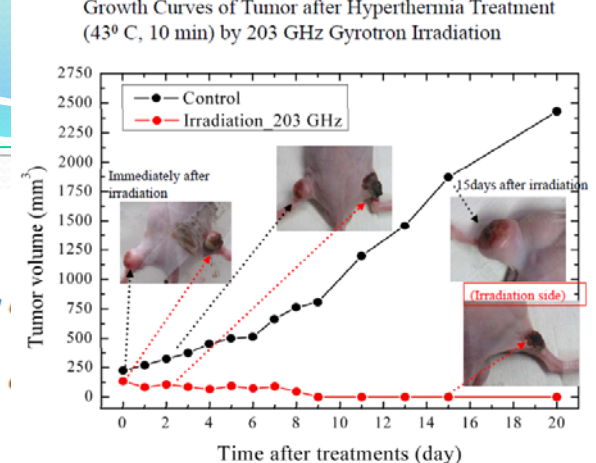 Growth Curves of Tumor after Hyperthermia Treatment
(43⁰ C, 10 min) by 203 GHz Gyrotron Irradiation
Control
Irradiation_203 GHz
Immediately after
irradiation
15days after irradiation
(Irradiation side)
Tumor volume (mm³)
2750
2500
2250
2000
1750
1500
1250
1000
750
500
250
0
0 2 4 6 8 10 12 14 16 18 20
Time after treatments (day)